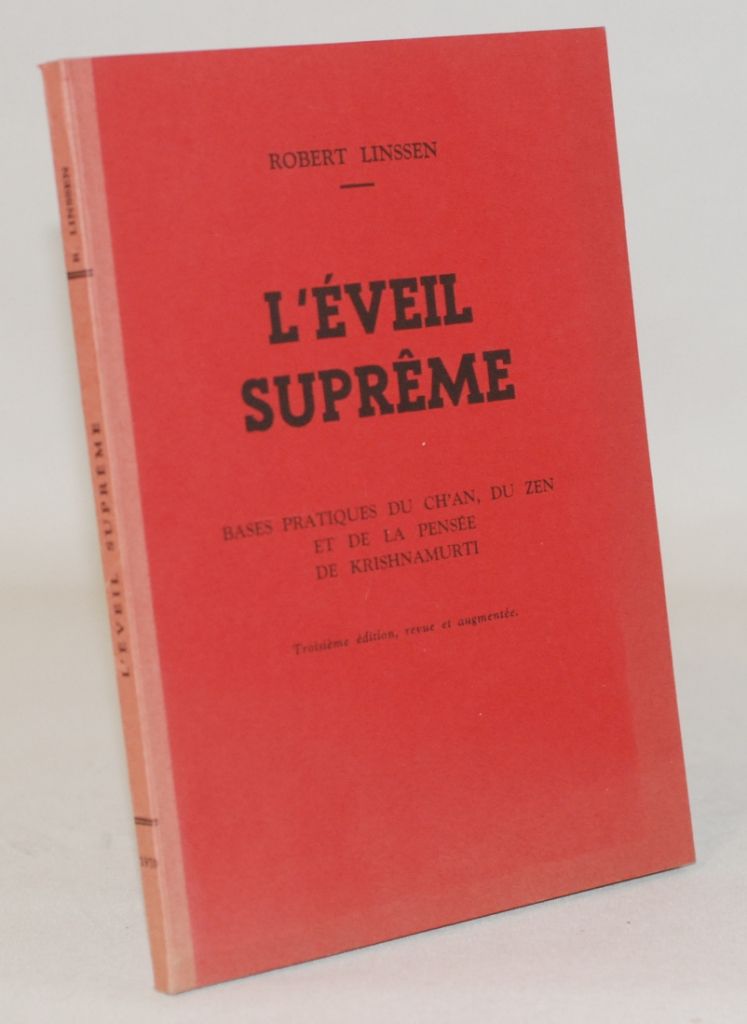 ROBERT LINSSEN
L'ÉVEIL
SUPRÊME
BASES PRATIQUES DU CH'AN, DU ZEN
ET DE LA PENSÉE
DE KRISHNAMURTI
Troisième édition, revue et augmentée.
R. LINSSEN
L'ÉVEIL SUPRÊME